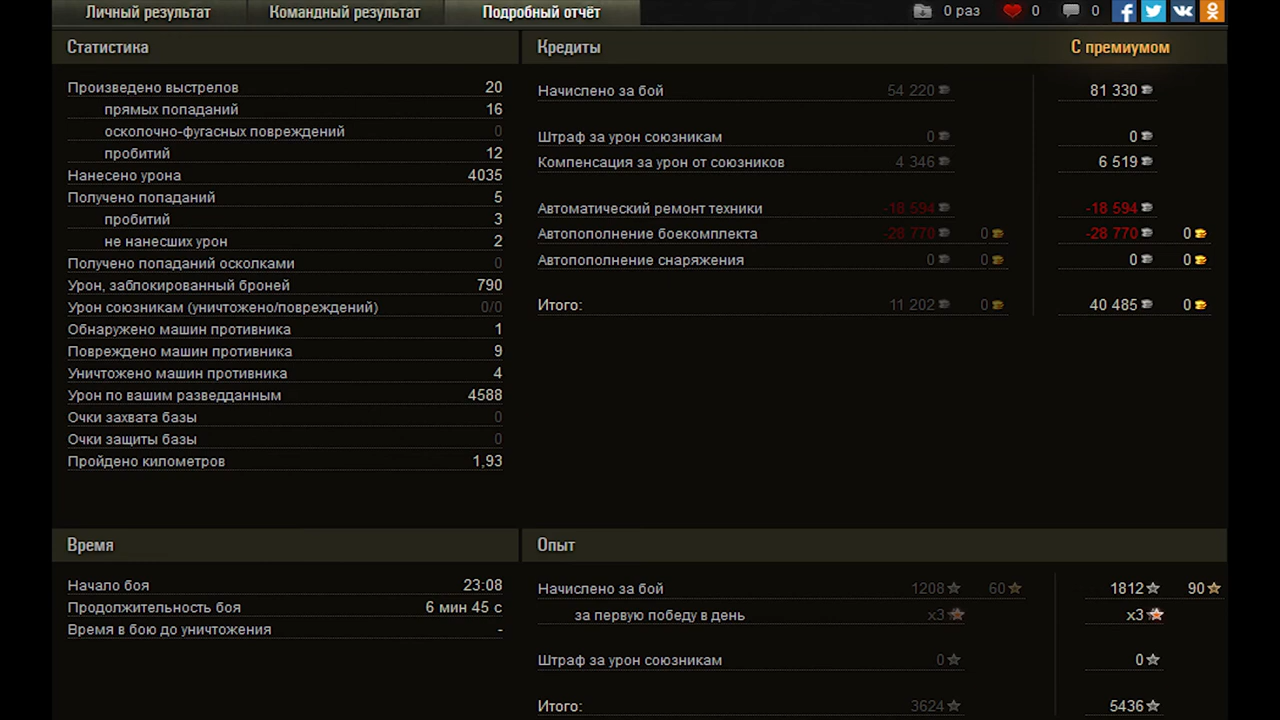 Личный результат Командный результат Подробный отчёт 0 раз 0 0
Статистика
Произведено выстрелов 20
прямых попаданий 16
осколочно-фугасных повреждений 0
пробитий 12
Нанесено урона 4035
Получено попаданий 5
пробитий 3
не нанесших урон 2
Получено попаданий осколками 0
Урон, заблокированный броней 790
Урон союзникам (уничтожено/повреждений) 0/0
Обнаружено машин противника 1
Повреждено машин противника 9
Уничтожено машин противника 4
Урон по вашим разведданным 4588
Очки захвата базы 0
Очки защиты базы 0
Пройдено километров 1,93
Кредиты С премиумом
Начислено за бой 54 220 81 330
Штраф за урон союзникам 0 0
Компенсация за урон от союзников 4 346 6 519
Автоматический ремонт техники -18 594 -18 594
Автопополнение боекомплекта -28 770 0 -28 770 0
Автопополнение снаряжения 0 0 0 0
Итого: 11 202 0 40 485 0
Время
Начало боя 23:08
Продолжительность боя 6 мин 45 с
Время в бою до уничтожения -
Опыт
Начислено за бой 1208 60 1812 90
за первую победу в день x3 x3
Штраф за урон союзникам 0 0
Итого: 3624 5436